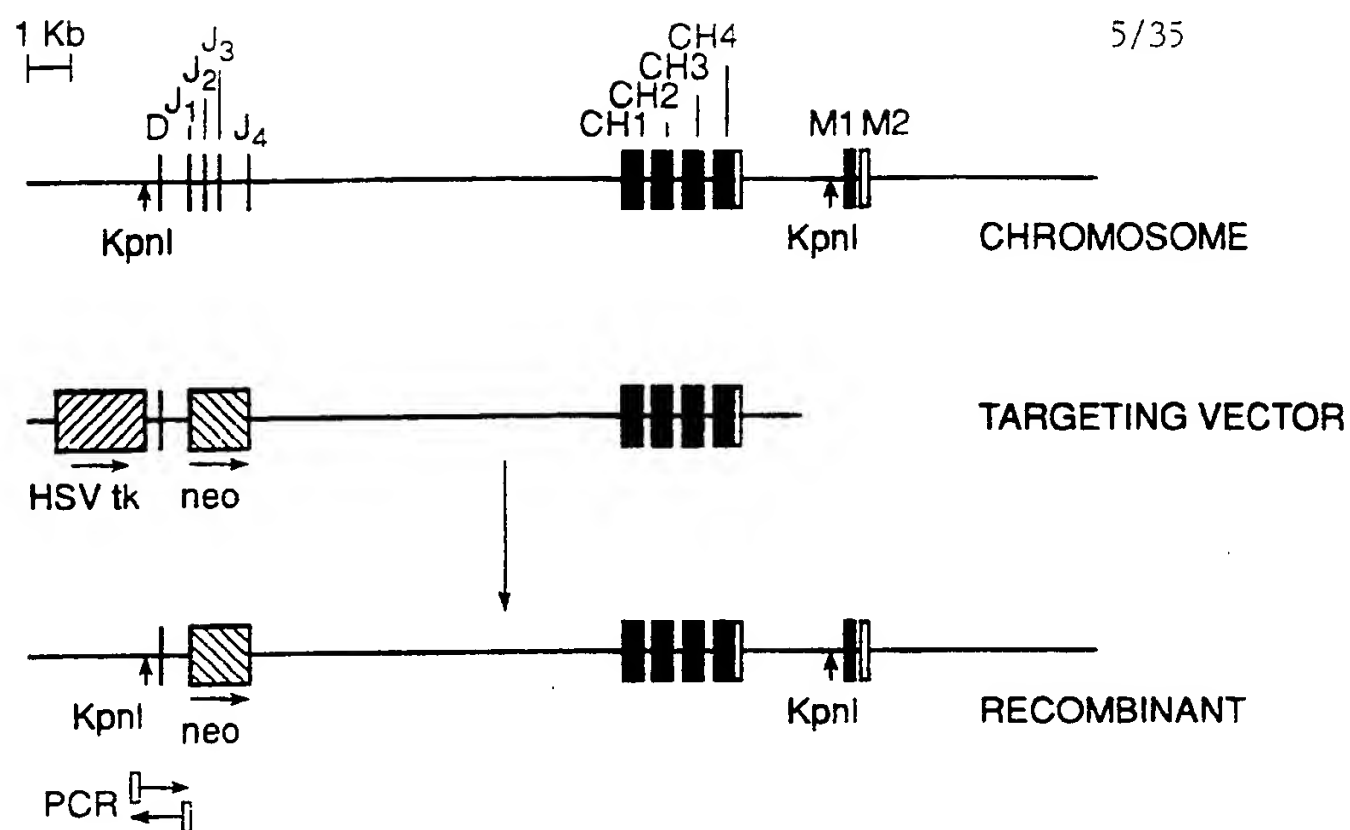 1 Kb
5/35
D J1 J2 J3 J4
CH1 CH2 CH3 CH4
M1 M2
KpnI
KpnI
CHROMOSOME
TARGETING VECTOR
HSV tk
neo
KpnI
neo
KpnI
RECOMBINANT
PCR